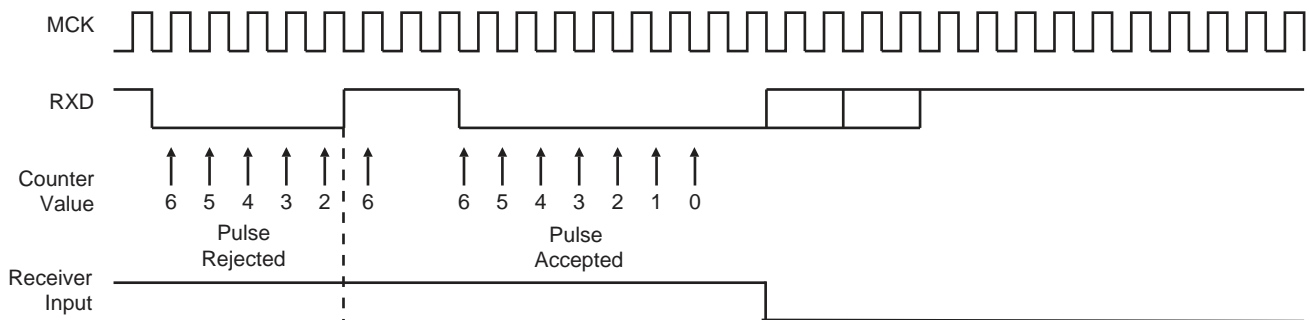 MCK
RXD
Counter
Value
6 5 4 3 2 6 6 5 4 3 2 1 0
Pulse
Rejected
Pulse
Accepted
Receiver
Input